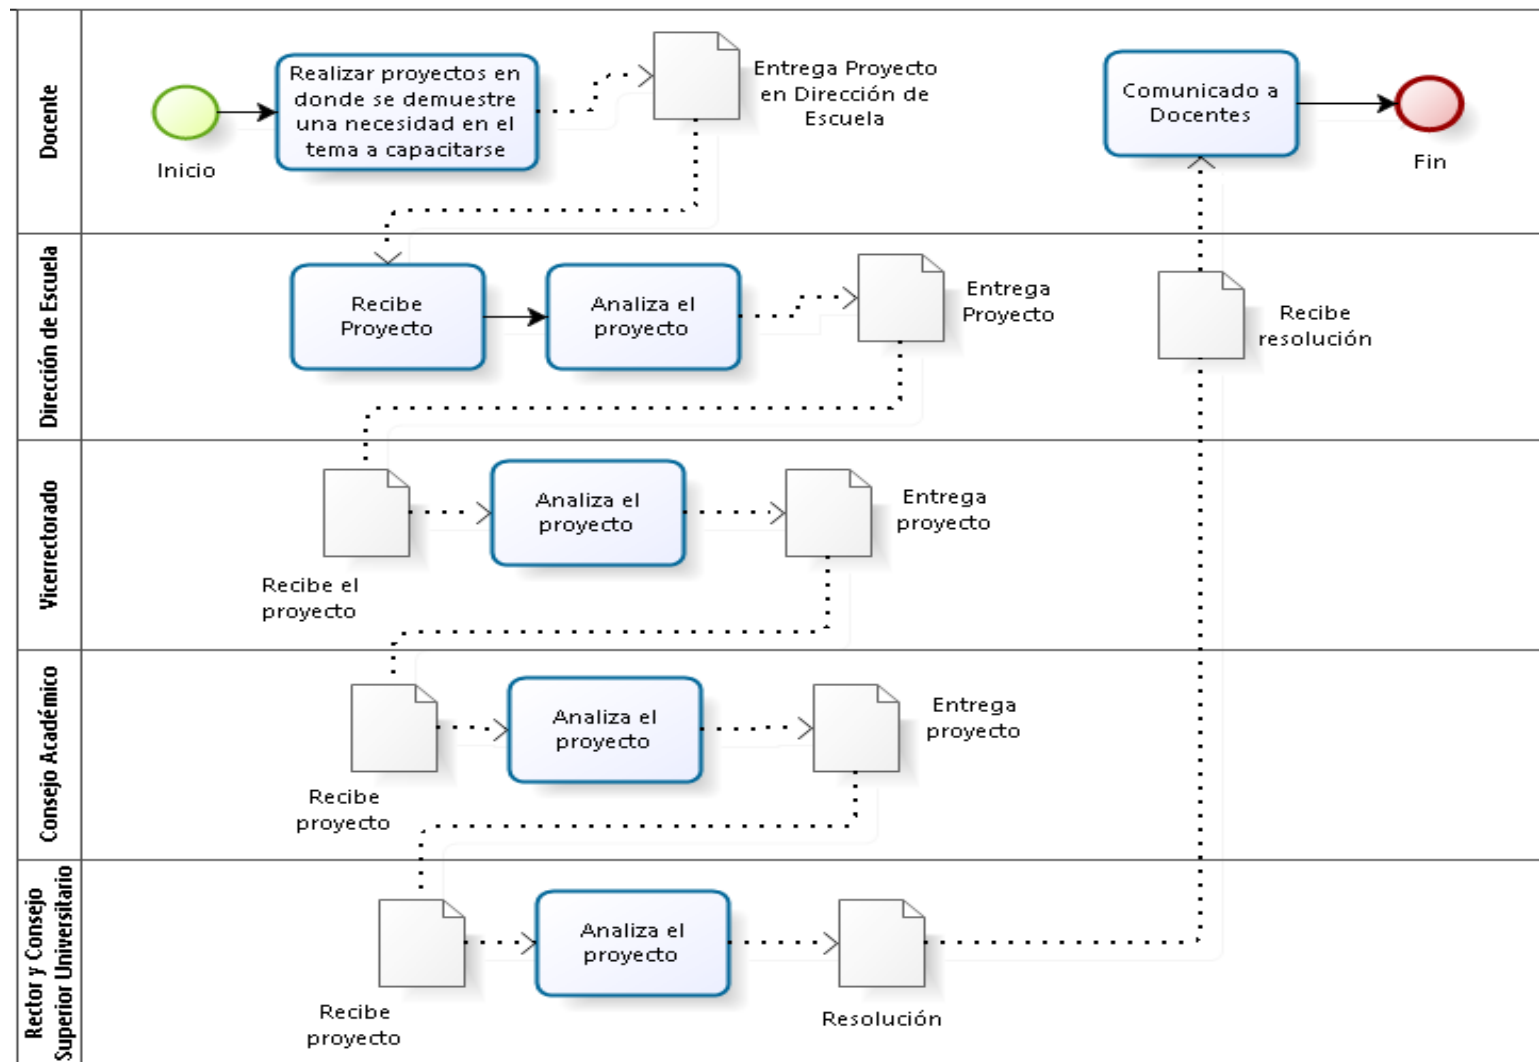 Docente
Inicio
Realizar proyectos en
donde se demuestre
una necesidad en el
tema a capacitarse
Entrega Proyecto
en Dirección de
Escuela
Comunicado a
Docentes
Fin
Dirección de Escuela
Recibe
Proyecto
Analiza el
proyecto
Entrega
Proyecto
Recibe
resolución
Vicerrectorado
Recibe el
proyecto
Analiza el
proyecto
Entrega
proyecto
Consejo Académico
Recibe
proyecto
Analiza el
proyecto
Entrega
proyecto
Rector y Consejo
Superior Universitario
Recibe
proyecto
Analiza el
proyecto
Resolución